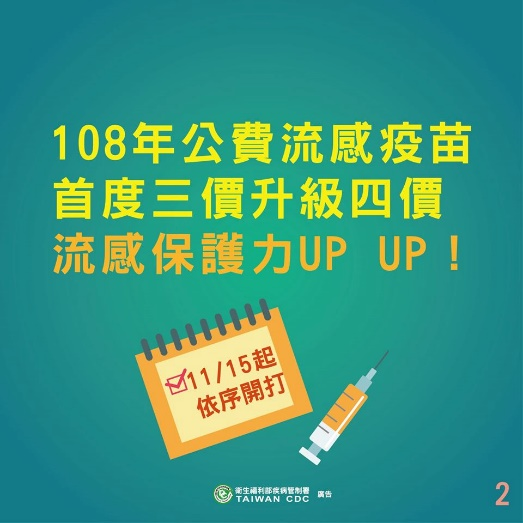 108年公費流感疫苗
首度三價升級四價
流感保護力UP UP！
11/15起
依序開打
衛生福利部疾病管制署
TAIWAN CDC
廣告
2